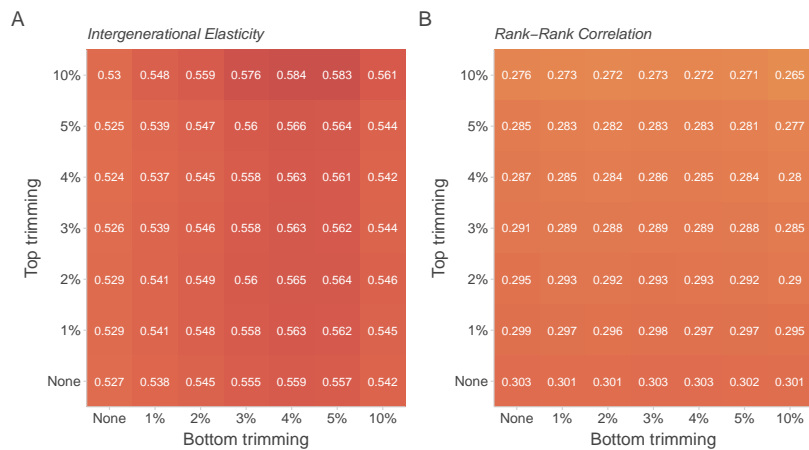 A
Intergenerational Elasticity
Top trimming
10% 0.53 0.548 0.559 0.576 0.584 0.583 0.561
5% 0.525 0.539 0.547 0.56 0.566 0.564 0.544
4% 0.524 0.537 0.545 0.558 0.563 0.561 0.542
3% 0.526 0.539 0.546 0.558 0.563 0.562 0.544
2% 0.529 0.541 0.549 0.56 0.565 0.564 0.546
1% 0.529 0.541 0.548 0.558 0.563 0.562 0.545
None 0.527 0.538 0.545 0.555 0.559 0.557 0.542
None 1% 2% 3% 4% 5% 10%
Bottom trimming
B
Rank−Rank Correlation
Top trimming
10% 0.276 0.273 0.272 0.273 0.272 0.271 0.265
5% 0.285 0.283 0.282 0.283 0.283 0.281 0.277
4% 0.287 0.285 0.284 0.286 0.285 0.284 0.28
3% 0.291 0.289 0.288 0.289 0.289 0.288 0.285
2% 0.295 0.293 0.292 0.293 0.293 0.292 0.29
1% 0.299 0.297 0.296 0.298 0.297 0.297 0.295
None 0.303 0.301 0.301 0.303 0.303 0.302 0.301
None 1% 2% 3% 4% 5% 10%
Bottom trimming